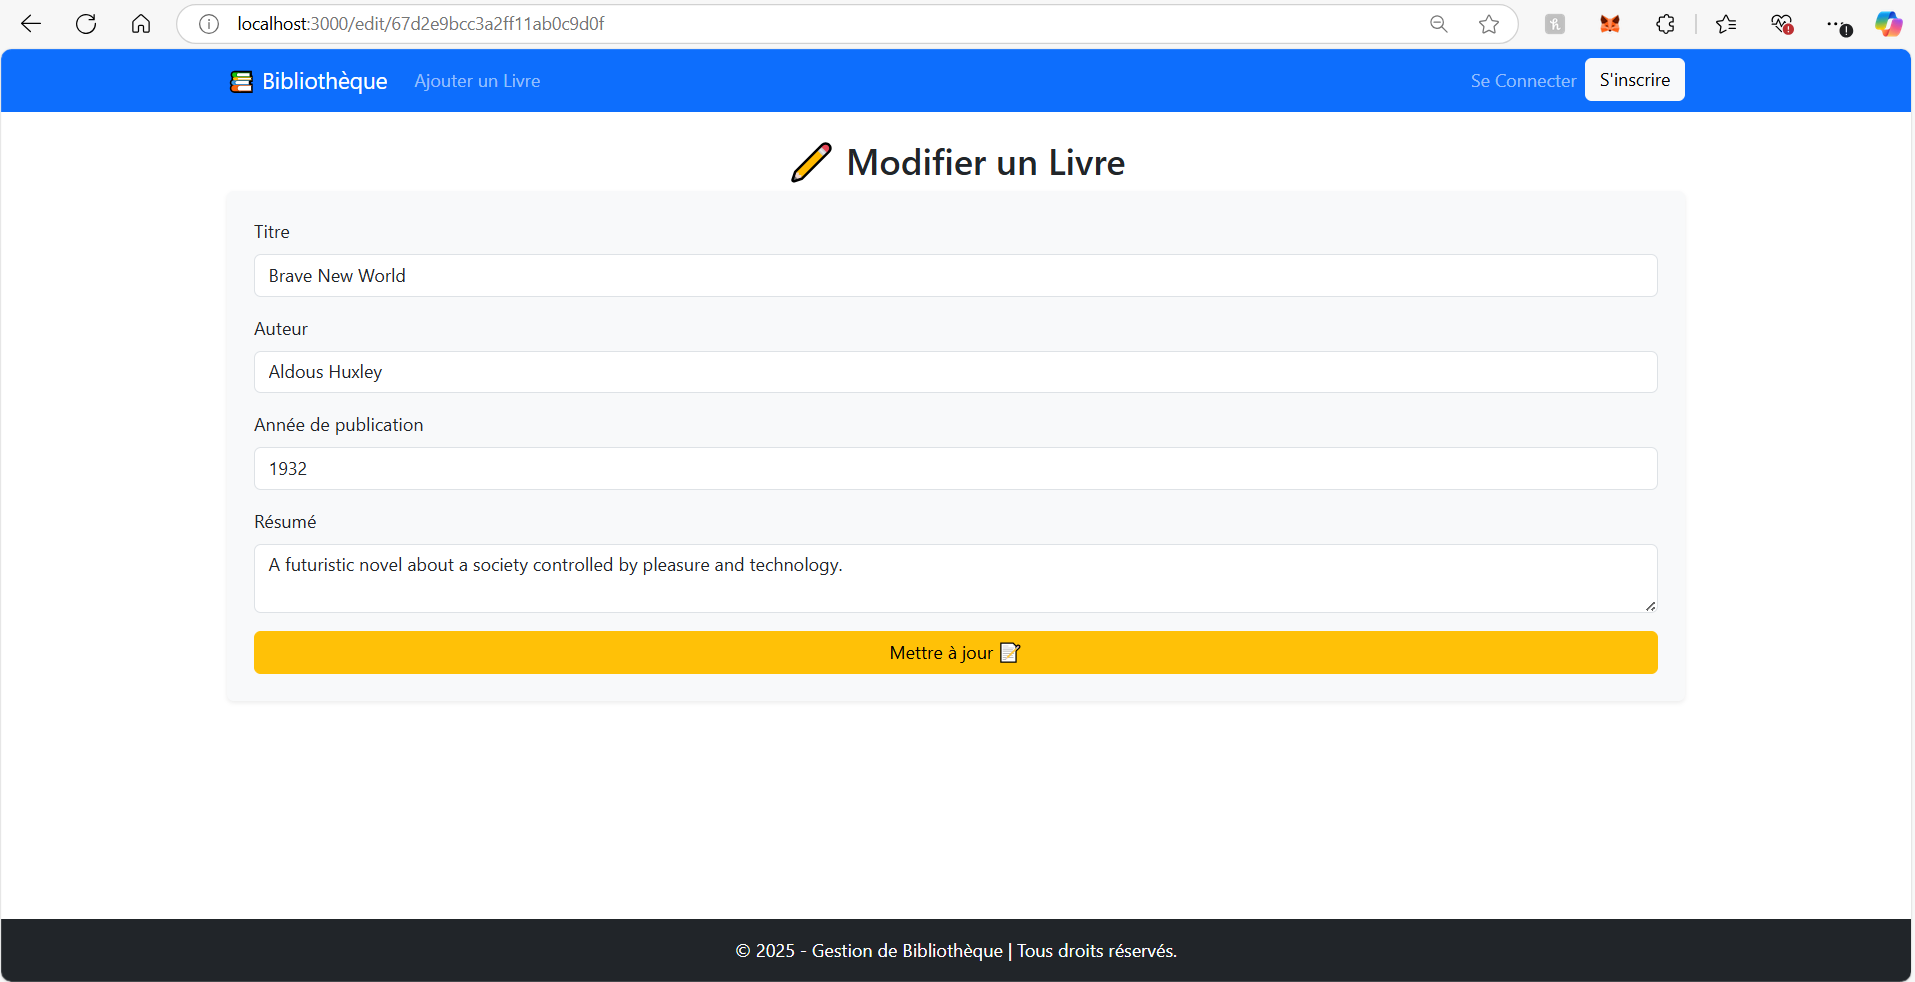 localhost:3000/edit/67d2e9bcc3a2ff11ab0c9d0f
Bibliothèque Ajouter un Livre Se Connecter S'inscrire
Modifier un Livre
Titre
Brave New World
Auteur
Aldous Huxley
Année de publication
1932
Résumé
A futuristic novel about a society controlled by pleasure and technology.
Mettre à jour
© 2025 - Gestion de Bibliothèque | Tous droits réservés.